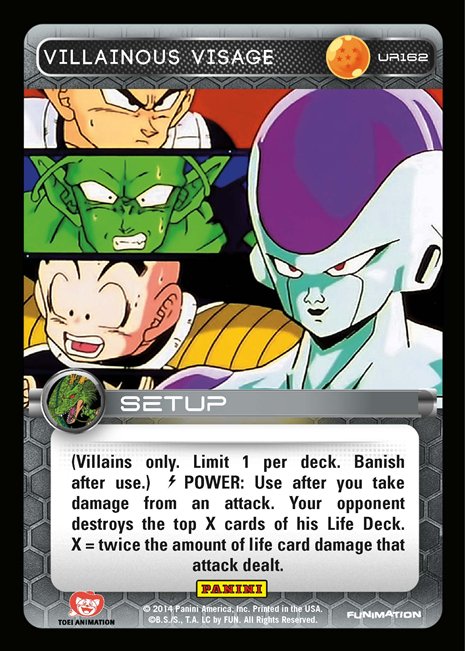 VILLAINOUS VISAGE
UR162
SETUP
(Villains only. Limit 1 per deck. Banish
after use.) POWER: Use after you take
damage from an attack. Your opponent
destroys the top X cards of his Life Deck.
X = twice the amount of life card damage that
attack dealt.
PANINI
TOEI ANIMATION
© 2014 Panini America, Inc. Printed in the USA.
©B.S./S., T.A. LC by FUN. All Rights Reserved.
FUNIMATION